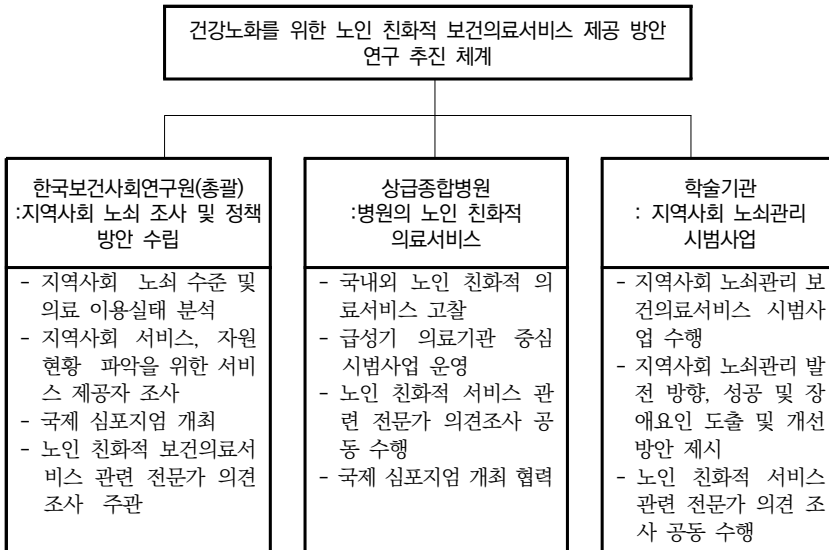 건강노화를 위한 노인 친화적 보건의료서비스 제공 방안
연구 추진 체계
한국보건사회연구원(총괄)
:지역사회 노쇠 조사 및 정책
방안 수립
- 지역사회 노쇠 수준 및
의료 이용실태 분석
- 지역사회 서비스, 자원
현황 파악을 위한 서비
스 제공자 조사
- 국제 심포지엄 개최
- 노인 친화적 보건의료서
비스 관련 전문가 의견
조사 주관
상급종합병원
:병원의 노인 친화적
의료서비스
- 국내외 노인 친화적 의
료서비스 고찰
- 급성기 의료기관 중심
시범사업 운영
- 노인 친화적 서비스 관
련 전문가 의견조사 공
동 수행
- 국제 심포지엄 개최 협력
학술기관
: 지역사회 노쇠관리
시범사업
- 지역사회 노쇠관리 보
건의료서비스 시범사
업 수행
- 지역사회 노쇠관리 발
전 방향, 성공 및 장
애요인 도출 및 개선
방안 제시
- 노인 친화적 서비스
관련 전문가 의견 조
사 공동 수행